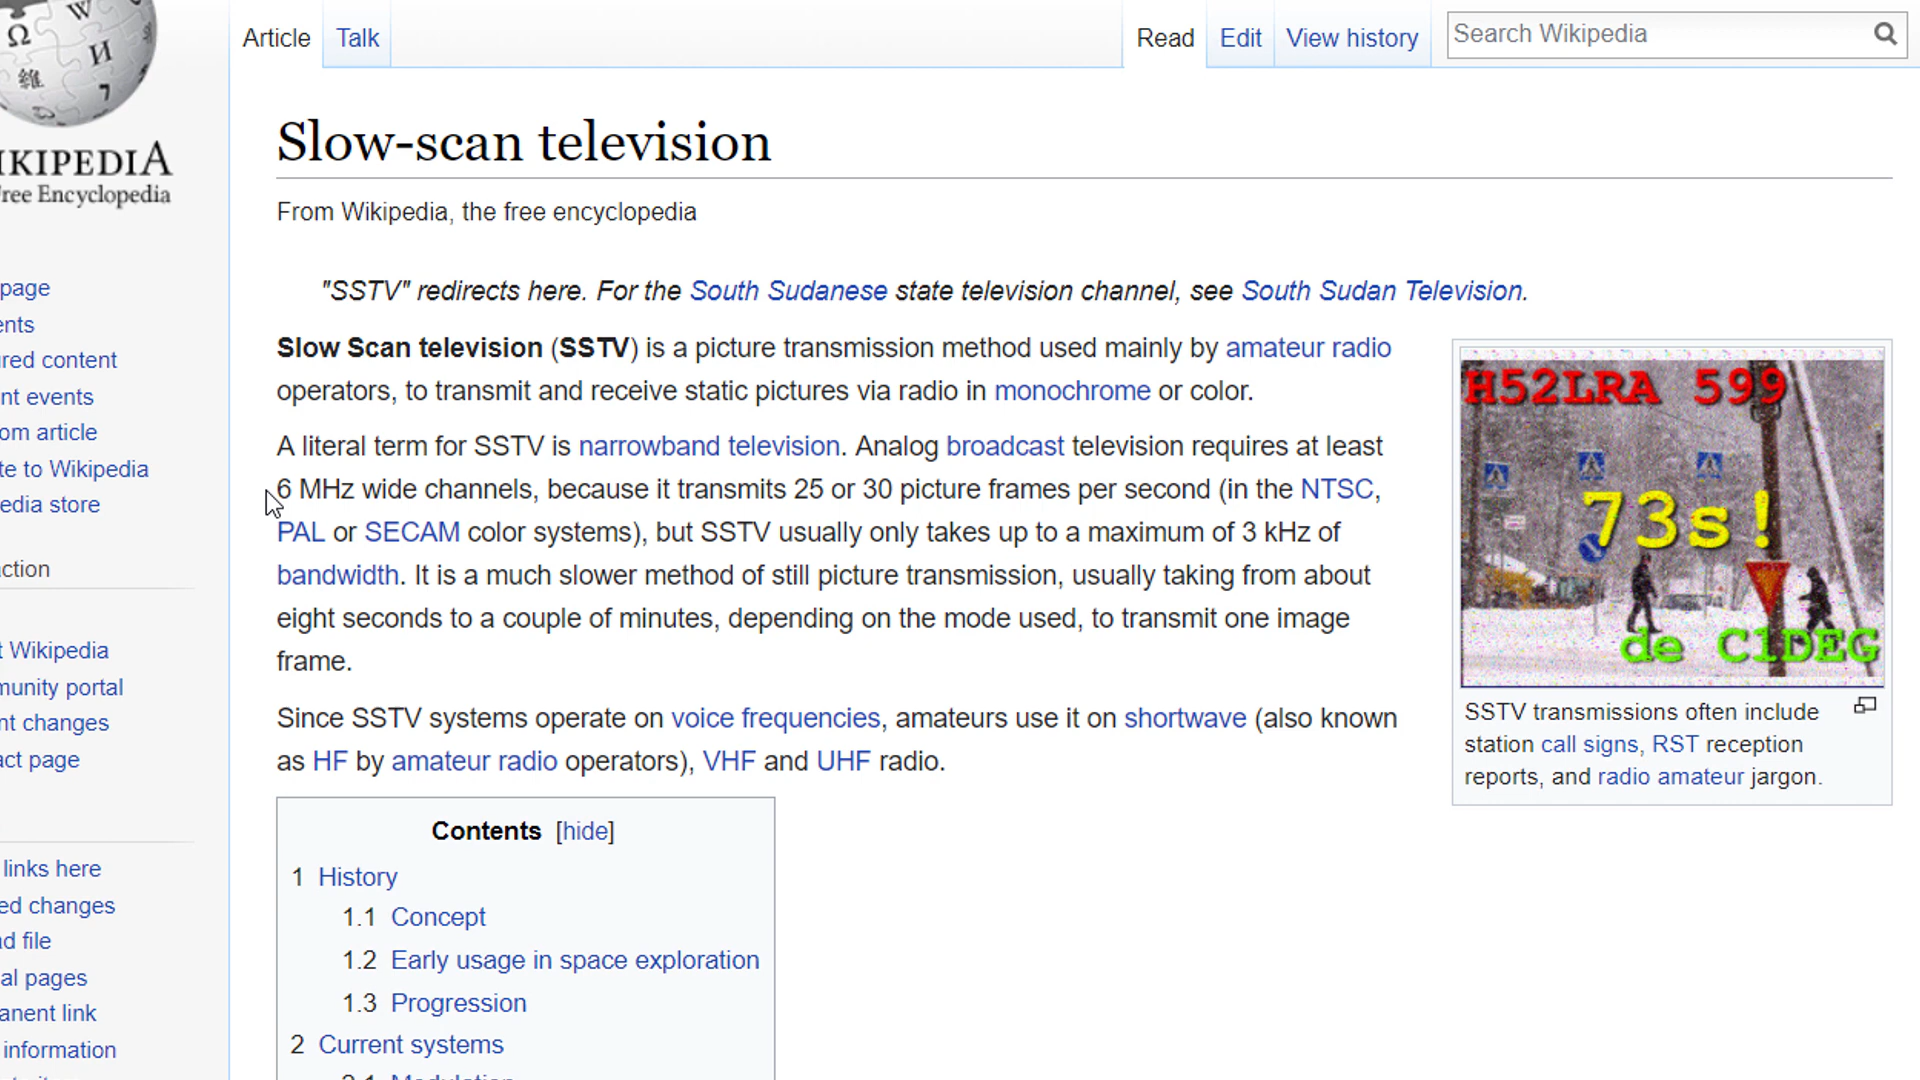 Ω W И 維 7
IKIPEDIA
ree Encyclopedia
Article Talk Read Edit View history Search Wikipedia
Slow-scan television
From Wikipedia, the free encyclopedia
"SSTV" redirects here. For the South Sudanese state television channel, see South Sudan Television.
Slow Scan television (SSTV) is a picture transmission method used mainly by amateur radio
operators, to transmit and receive static pictures via radio in monochrome or color.
A literal term for SSTV is narrowband television. Analog broadcast television requires at least
6 MHz wide channels, because it transmits 25 or 30 picture frames per second (in the NTSC,
PAL or SECAM color systems), but SSTV usually only takes up to a maximum of 3 kHz of
bandwidth. It is a much slower method of still picture transmission, usually taking from about
eight seconds to a couple of minutes, depending on the mode used, to transmit one image
frame.
Since SSTV systems operate on voice frequencies, amateurs use it on shortwave (also known
as HF by amateur radio operators), VHF and UHF radio.
H52LRA 599
73s!
de C1DEG
SSTV transmissions often include
station call signs, RST reception
reports, and radio amateur jargon.
Contents [hide]
1 History
1.1 Concept
1.2 Early usage in space exploration
1.3 Progression
2 Current systems
2.1 Modulation
page
ents
red content
nt events
om article
te to Wikipedia
edia store
action
t Wikipedia
munity portal
nt changes
act page
links here
ed changes
d file
al pages
anent link
information